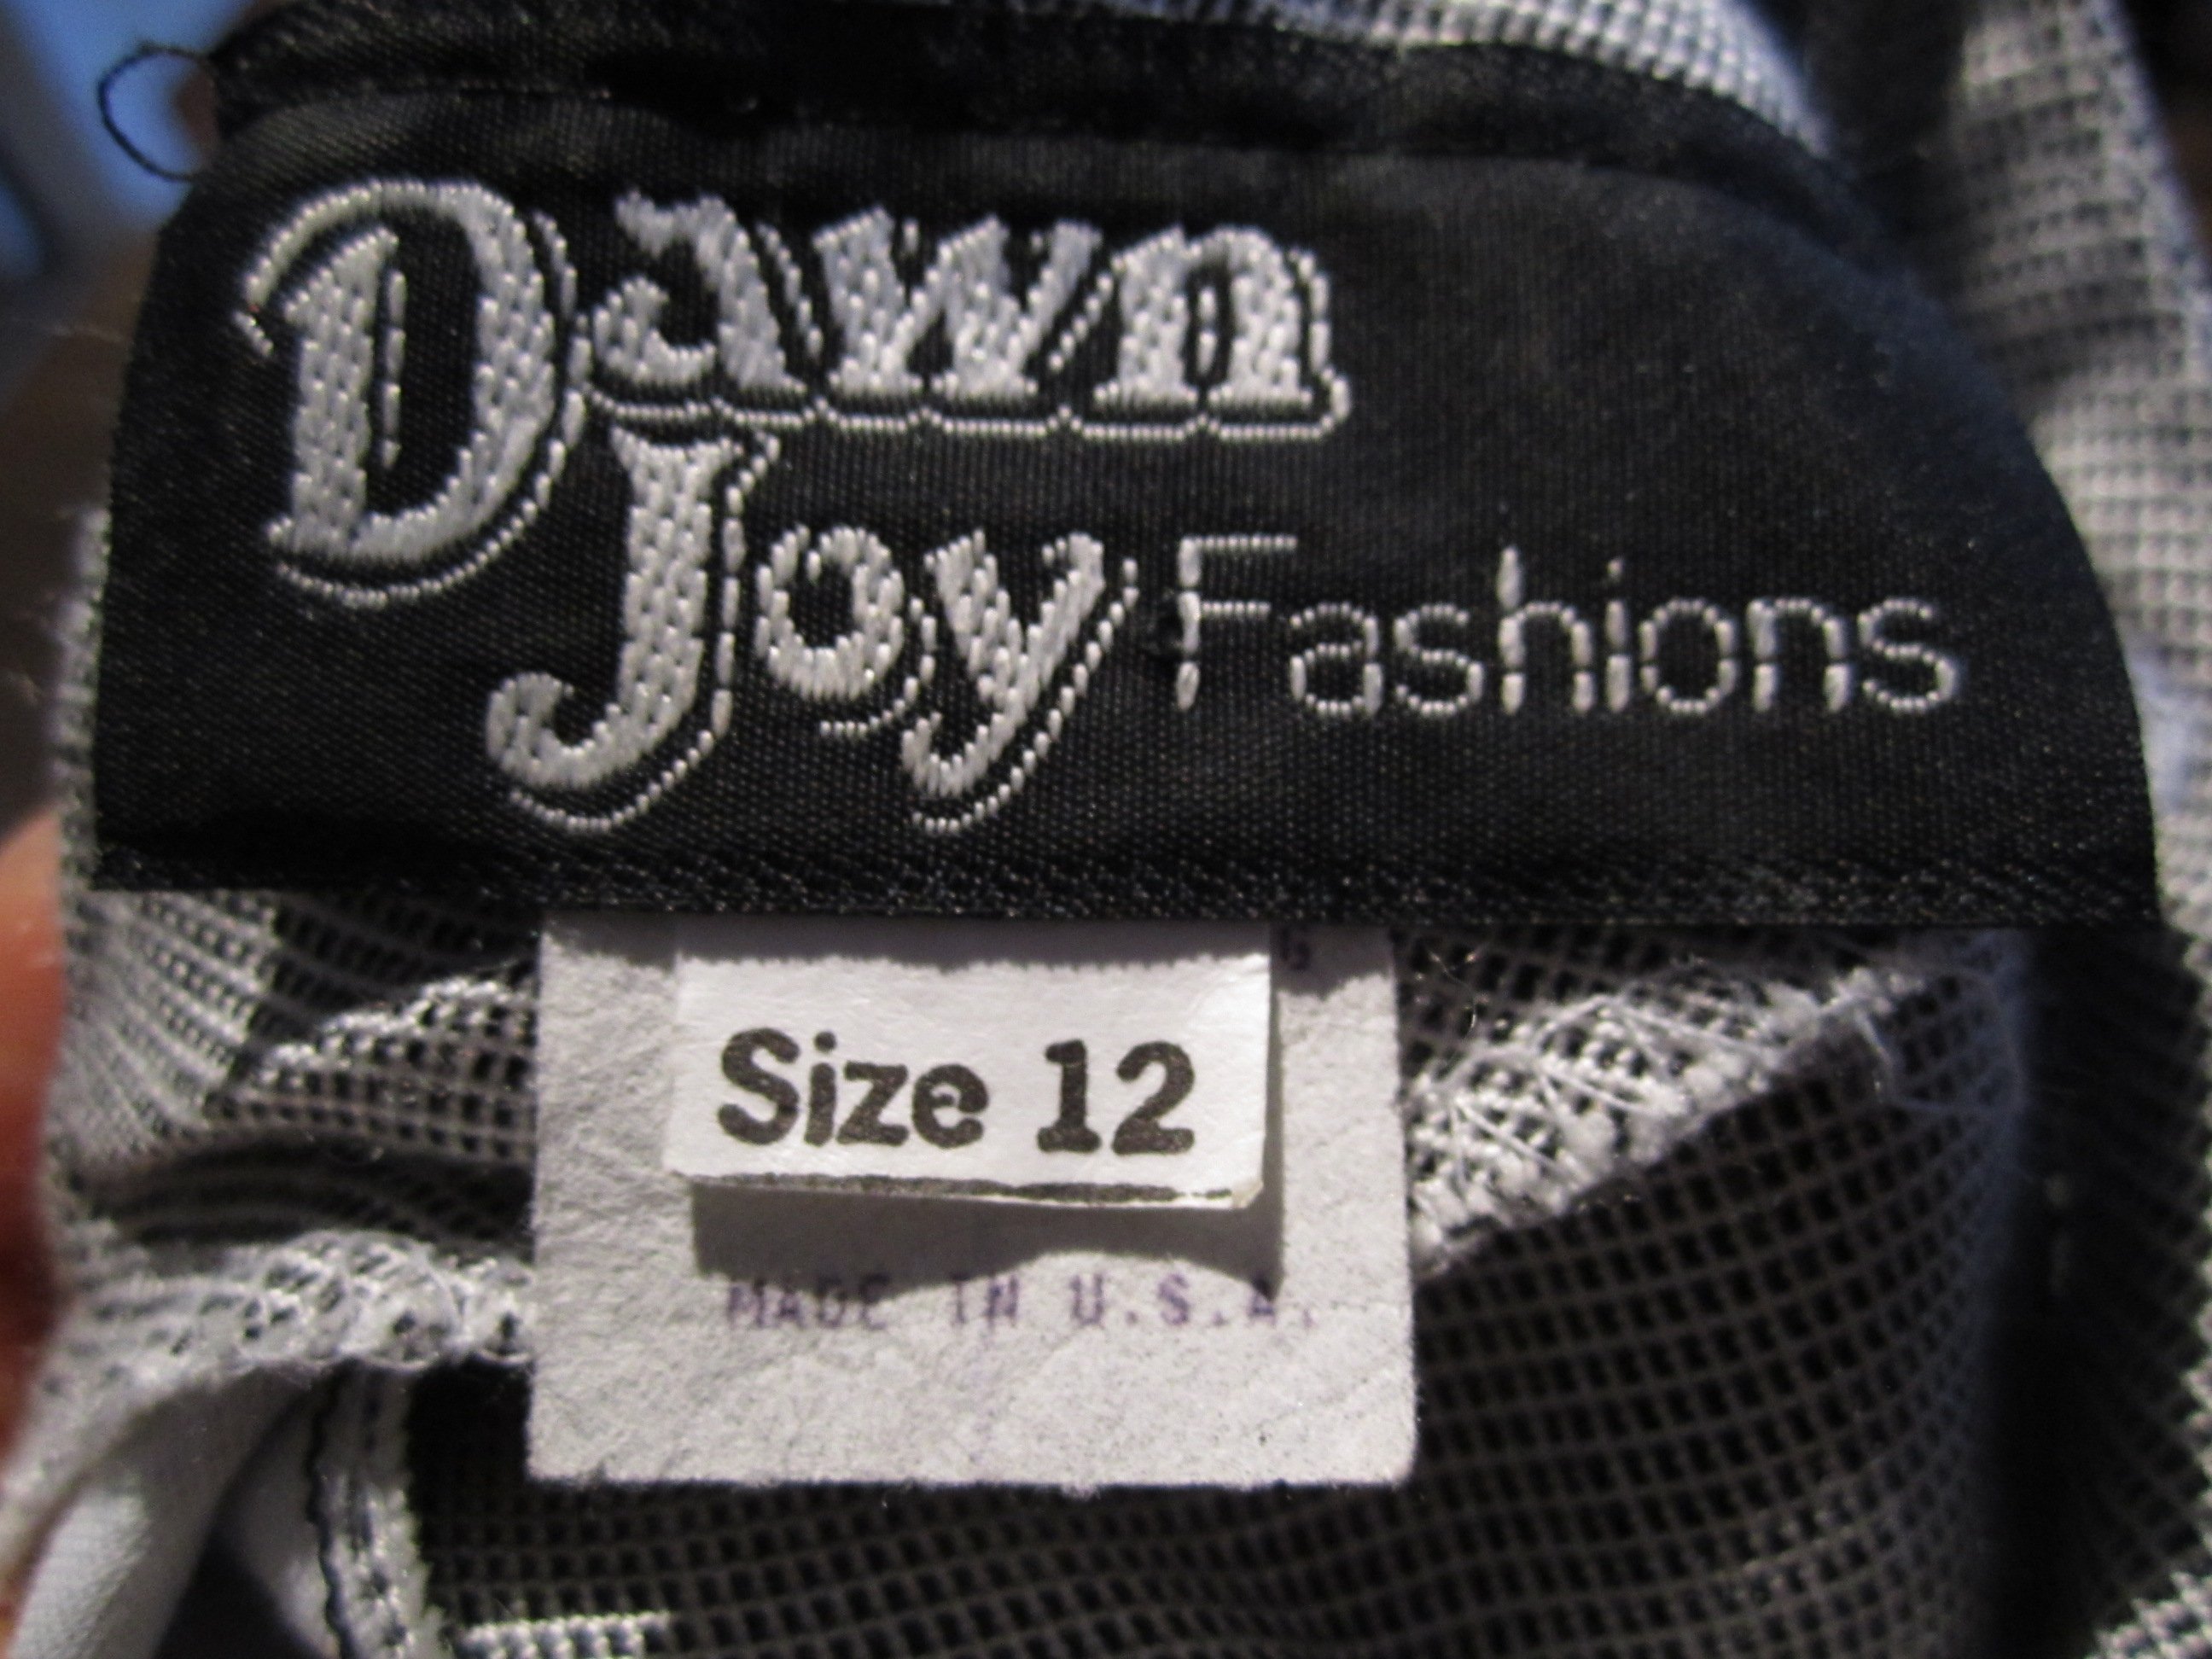 Dawn
Joy Fashions
Size 12
MADE IN U.S.A.